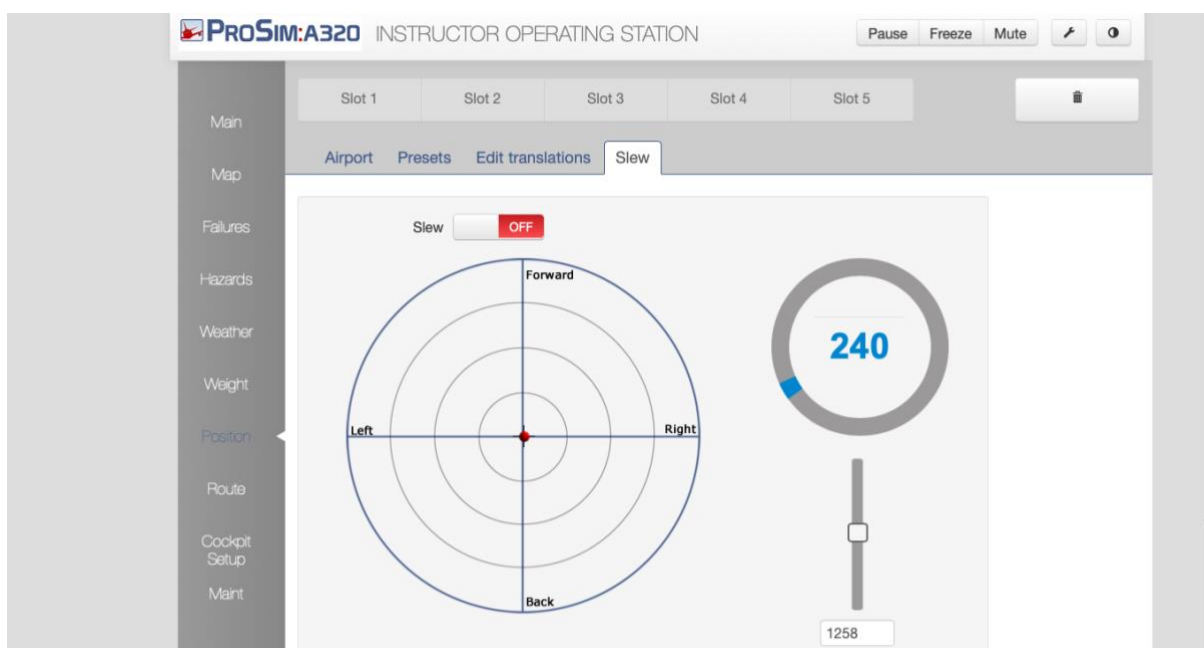 PROSIM:A320 INSTRUCTOR OPERATING STATION
Pause Freeze Mute
Slot 1 Slot 2 Slot 3 Slot 4 Slot 5
Main
Airport Presets Edit translations Slew
Map
Failures
Slew OFF
Forward
Hazards
Weather
240
Weight
Left Right
Position
Route
Cockpit
Setup
Maint
Back
1258